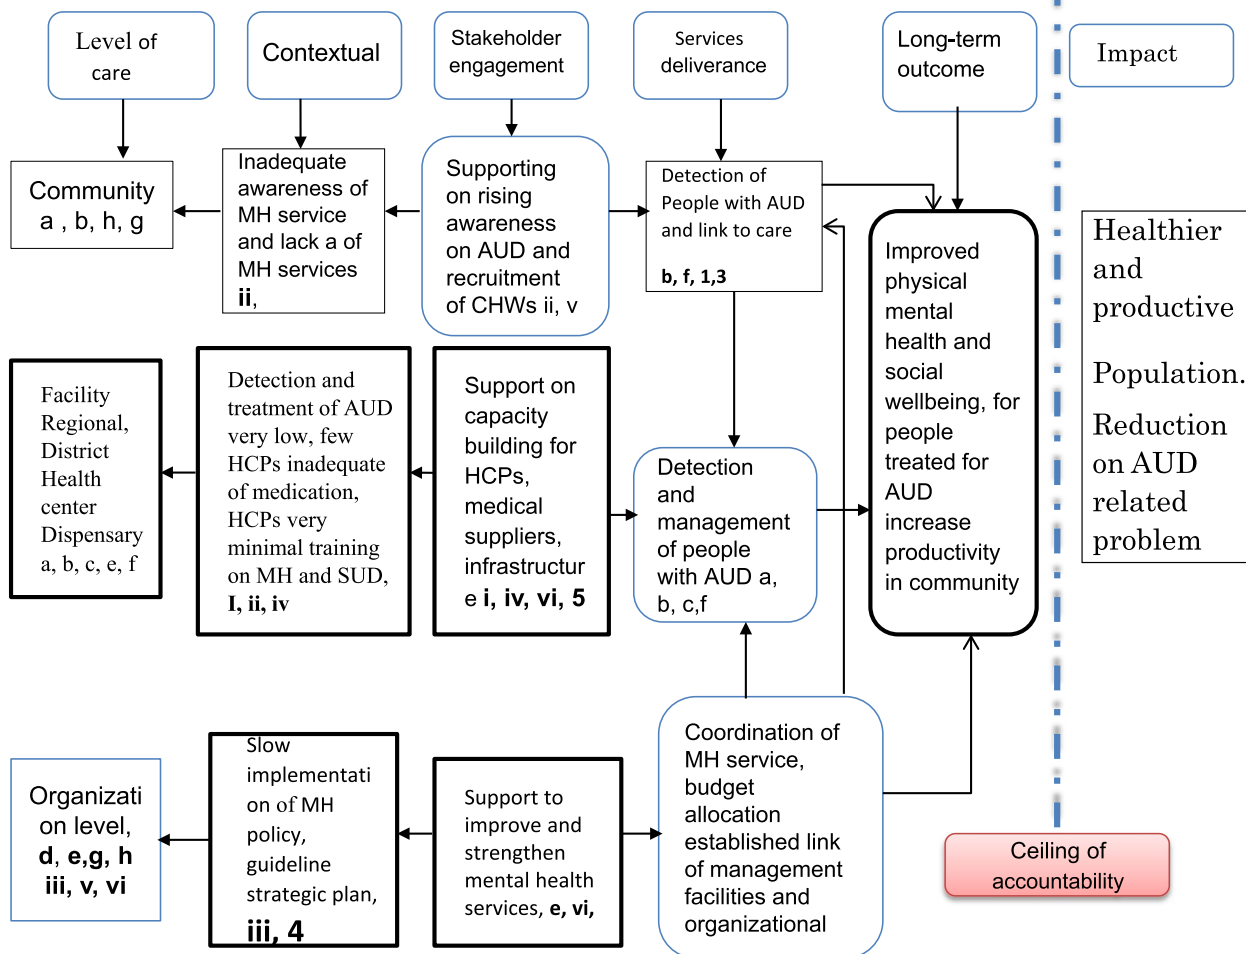 Level of
care
Contextual
Stakeholder
engagement
Services
deliverance
Long-term
outcome
Impact
Community
a , b, h, g
Inadequate
awareness of
MH service
and lack a of
MH services
ii,
Supporting
on rising
awareness
on AUD and
recruitment
of CHWs ii, v
Detection of
People with AUD
and link to care
b, f, 1,3
Improved
physical
mental
health and
social
wellbeing, for
people
treated for
AUD
increase
productivity
in community
Healthier
and
productive
Population.
Reduction
on AUD
related
problem
Facility
Regional,
District
Health
center
Dispensary
a, b, c, e, f
Detection and
treatment of AUD
very low, few
HCPs inadequate
of medication,
HCPs very
minimal training
on MH and SUD,
I, ii, iv
Support on
capacity
building for
HCPs,
medical
suppliers,
infrastructur
e i, iv, vi, 5
Detection
and
management
of people
with AUD a,
b, c,f
Organizati
on level,
d, e,g, h
iii, v, vi
Slow
implementati
on of MH
policy,
guideline
strategic plan,
iii, 4
Support to
improve and
strengthen
mental health
services, e, vi,
Coordination of
MH service,
budget
allocation
established link
of management
facilities and
organizational
Ceiling of
accountability